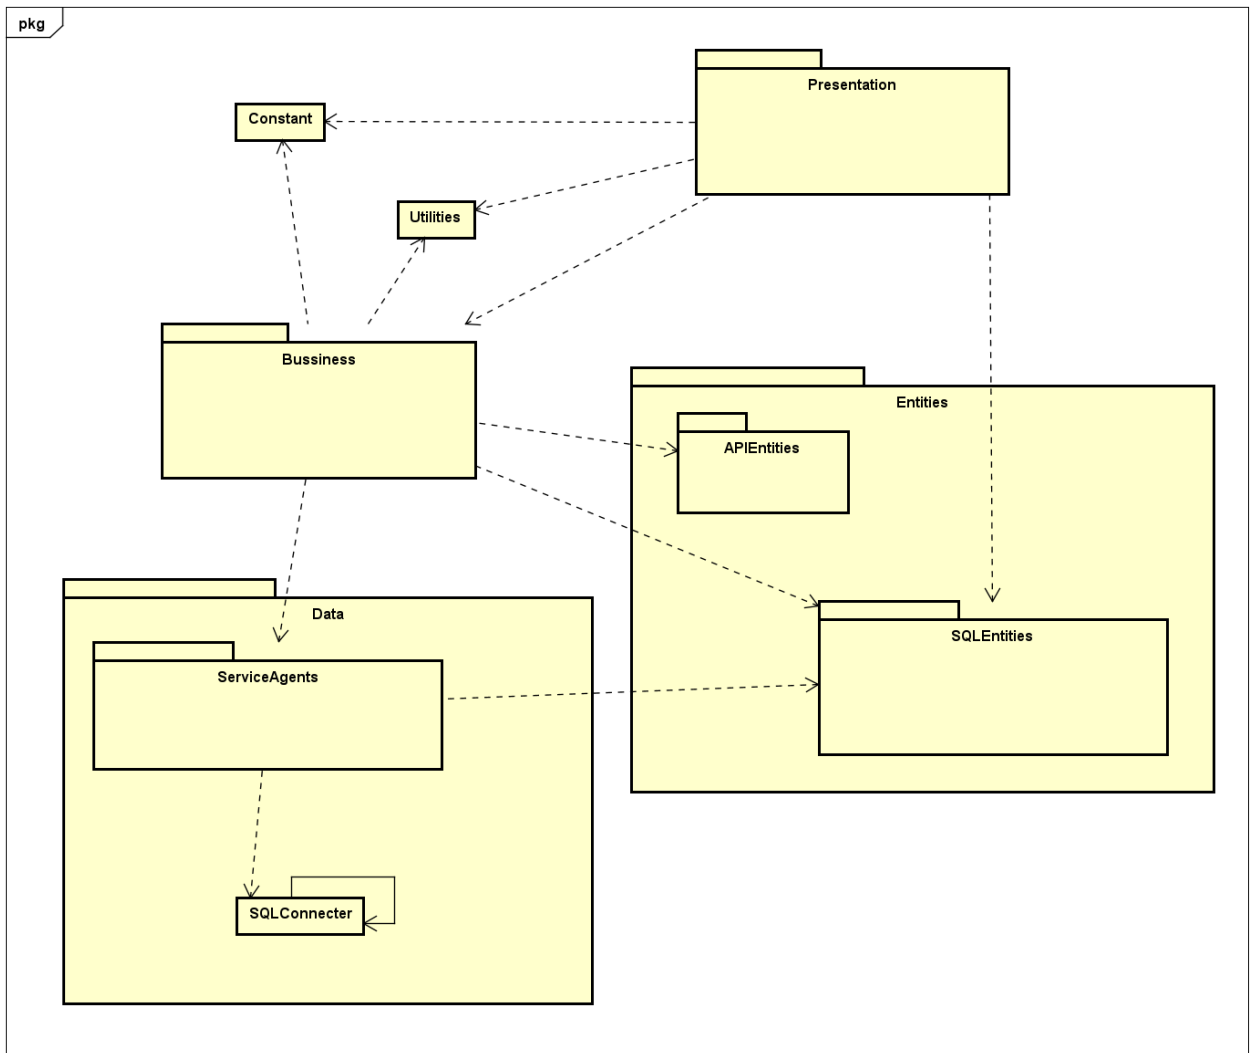 pkg
Presentation
Constant
Utilities
Bussiness
Entities
APIEntities
Data
SQLEntities
ServiceAgents
SQLConnecter